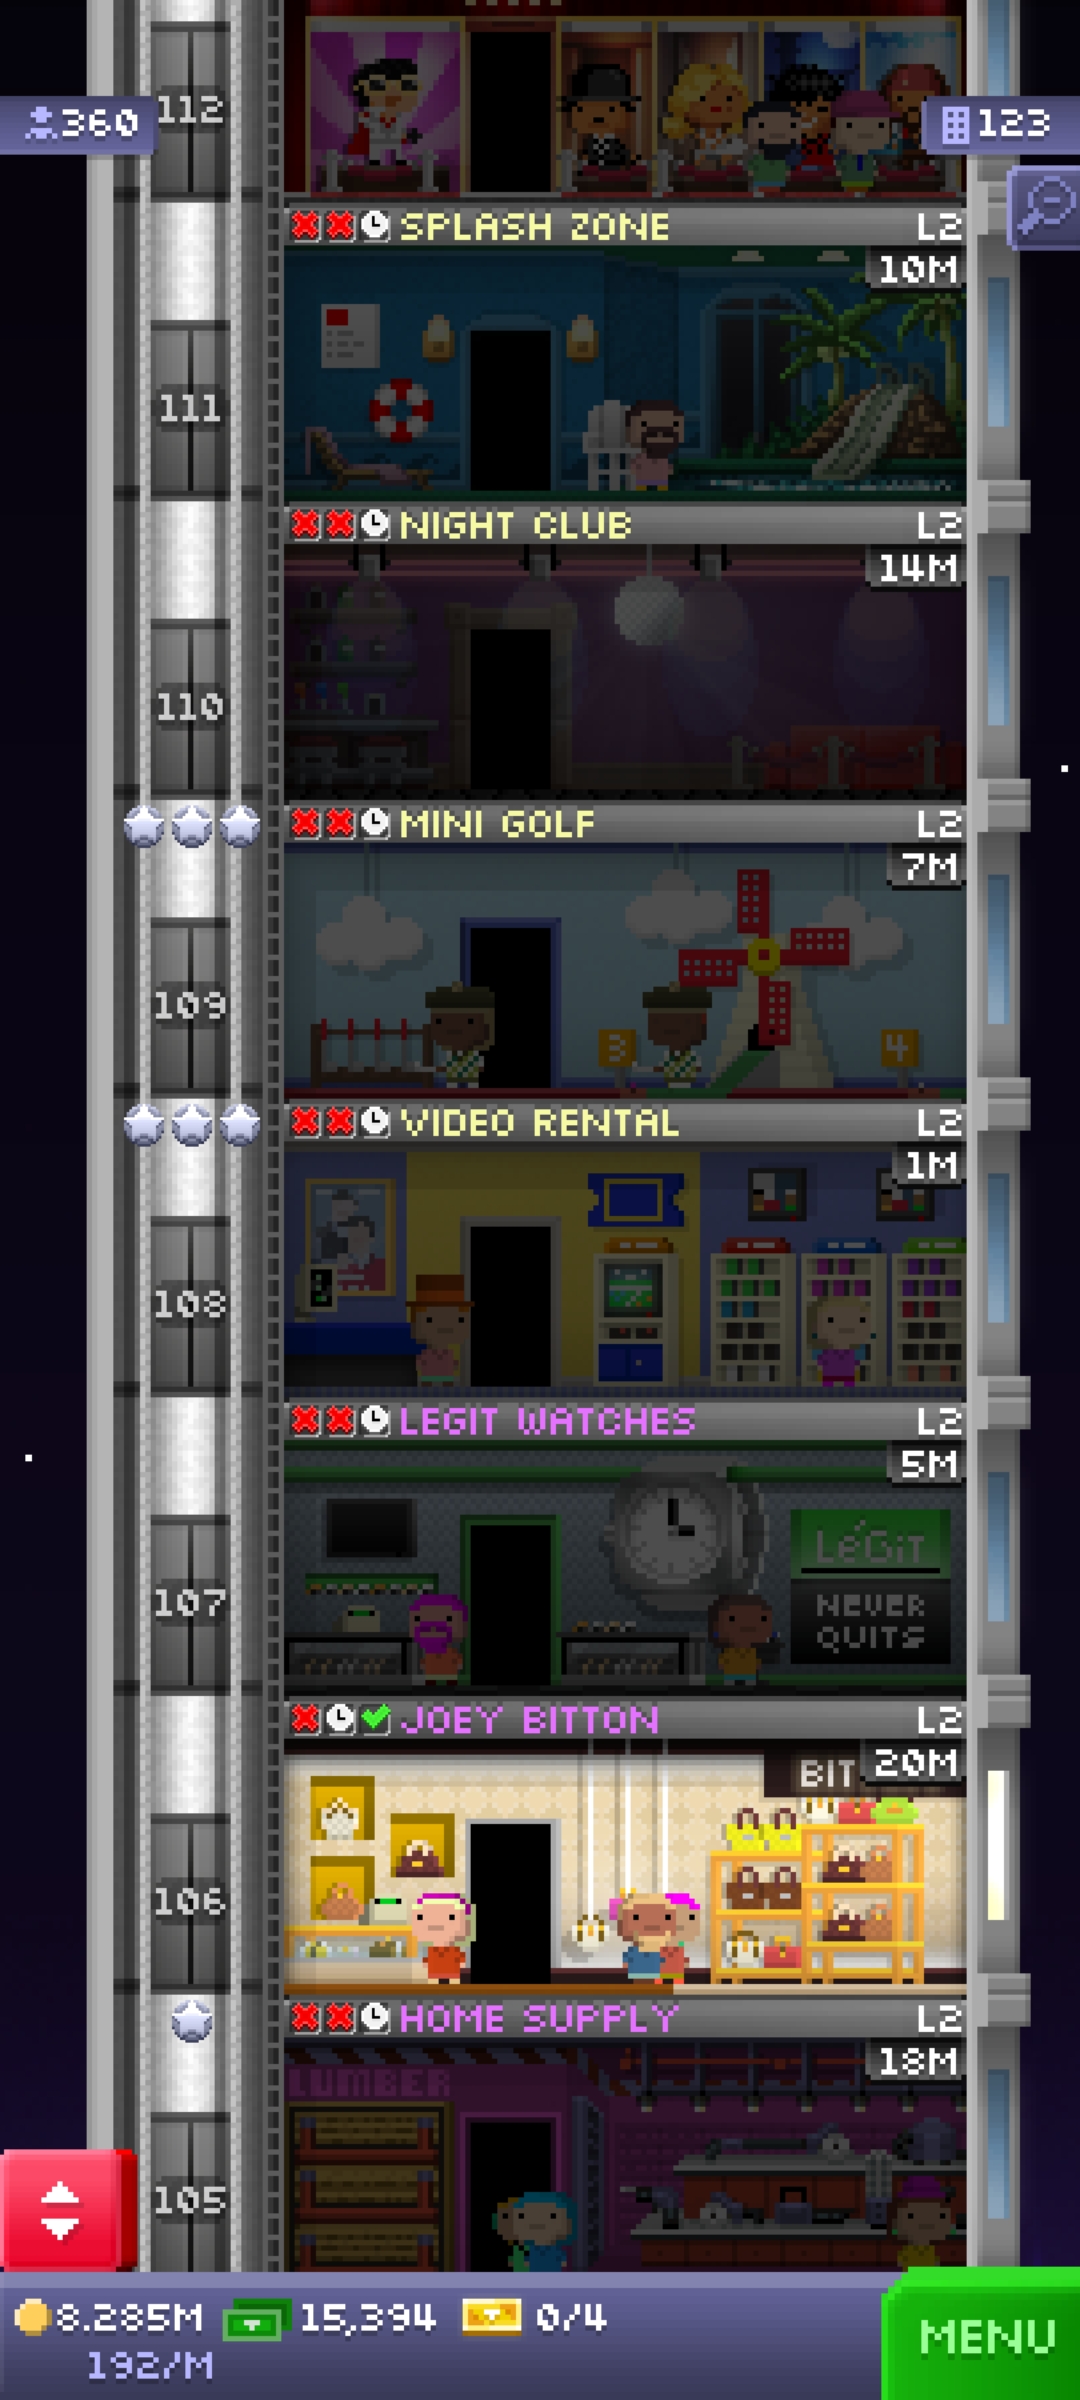 112
360
123
SPLASH ZONE L2
10M
111
NIGHT CLUB L2
14M
110
MINI GOLF L2
7M
109
3
4
VIDEO RENTAL L2
1M
108
LEGIT WATCHES L2
5M
LéGiT
NEVER
QUITS
107
JOEY BITTON L2
BIT
20M
106
HOME SUPPLY L2
18M
LUMBER
105
8.285M 15,394 0/4
192/M
MENU